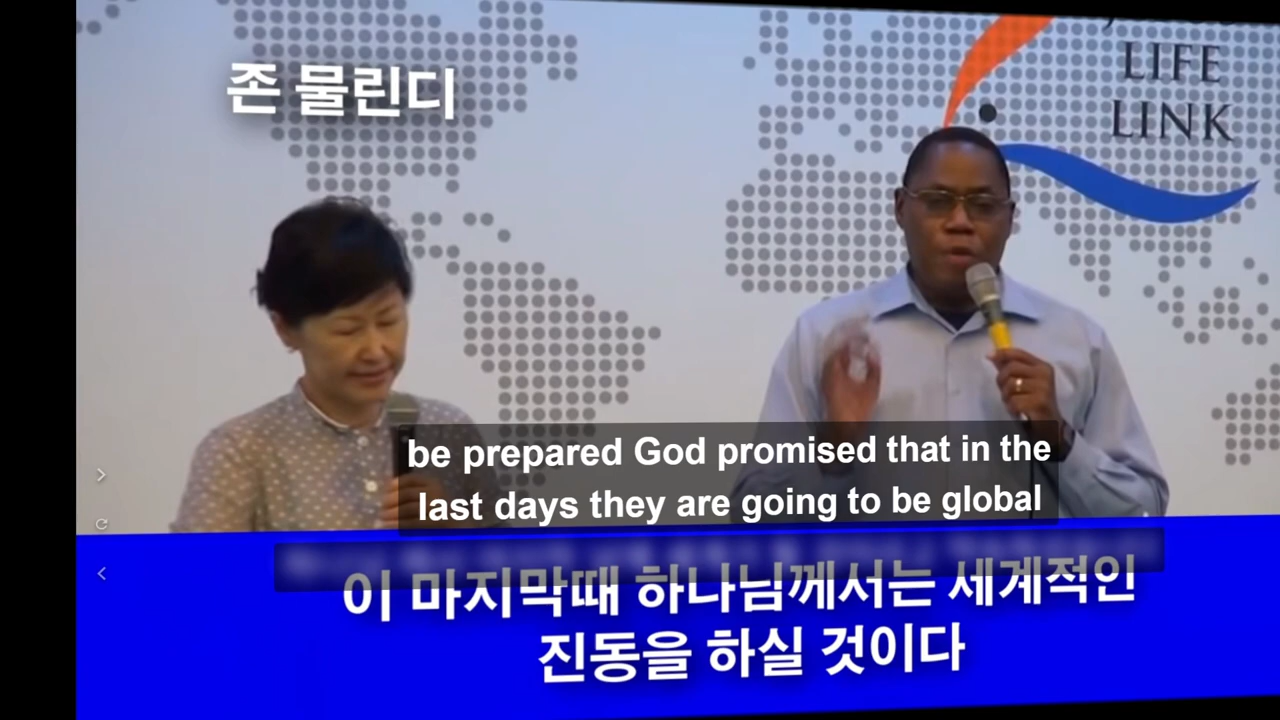 존 물린디
LIFE
LINK
be prepared God promised that in the
last days they are going to be global
이 마지막때 하나님께서는 세계적인
진동을 하실 것이다